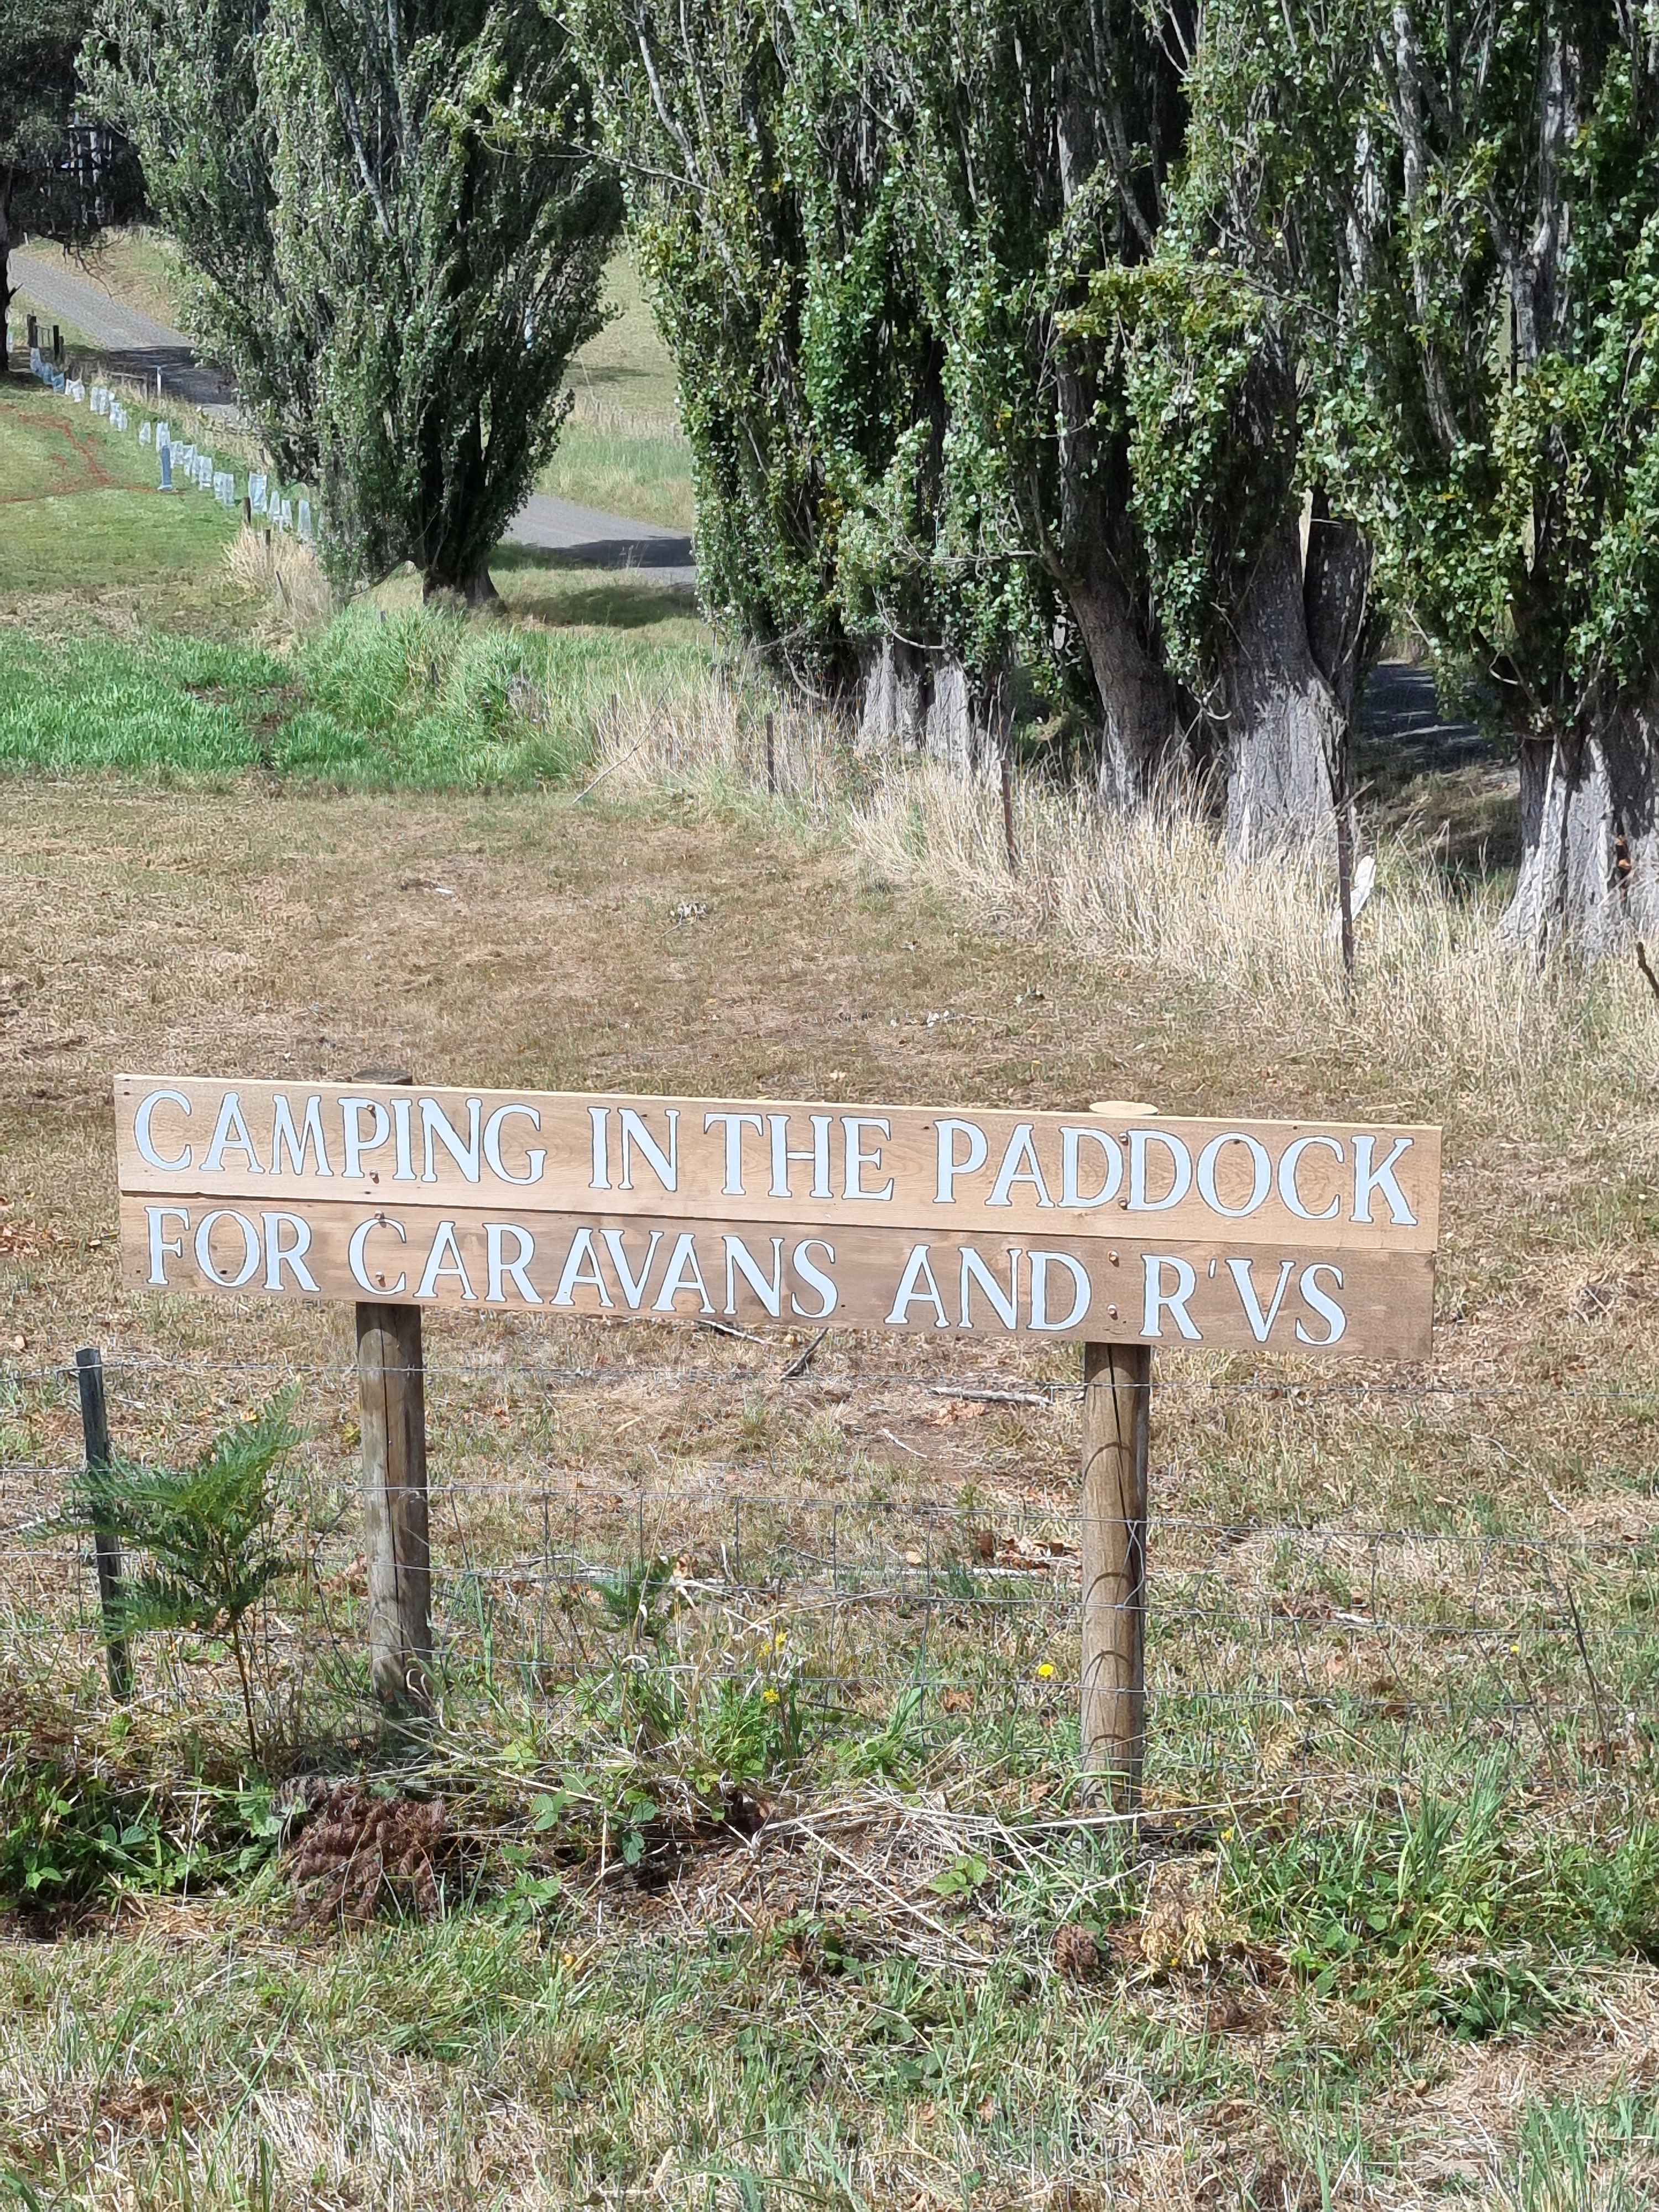 CAMPING IN THE PADDOCK
FOR CARAVANS AND R'VS